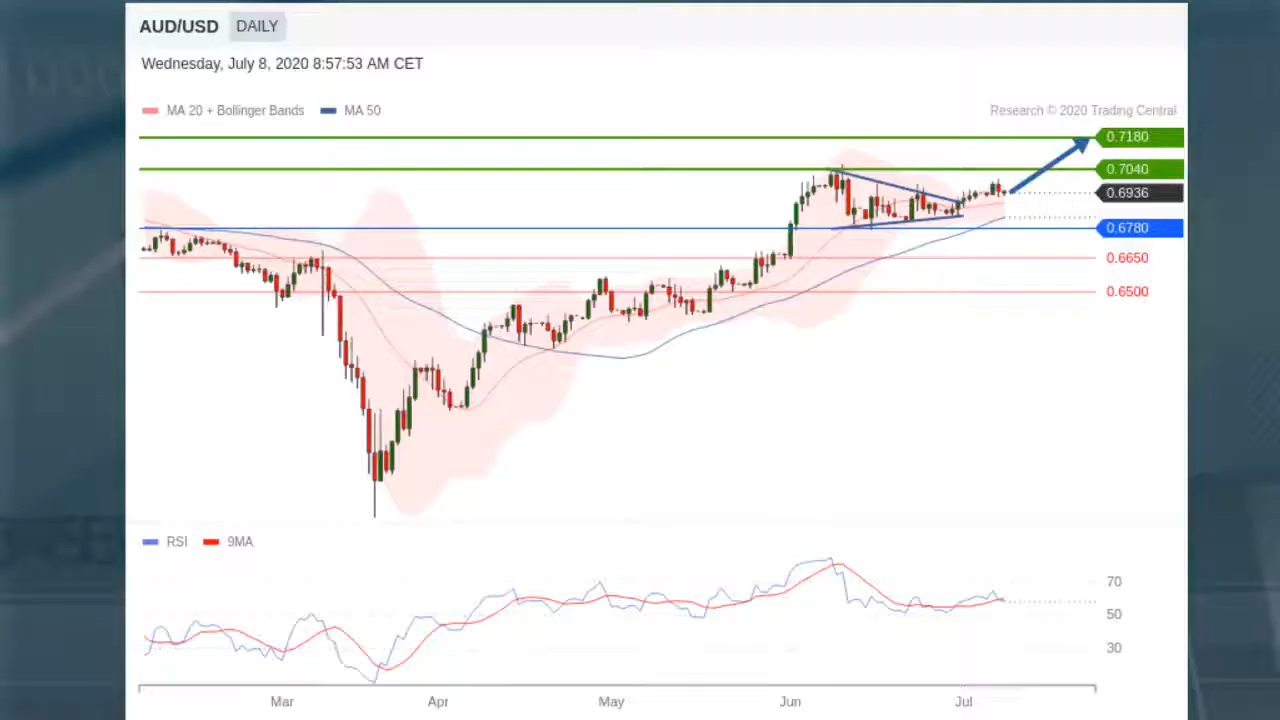 AUD/USD DAILY
Wednesday, July 8, 2020 8:57:53 AM CET
MA 20 + Bollinger Bands MA 50
Research © 2020 Trading Central
0.7180
0.7040
0.6936
0.6780
0.6650
0.6500
RSI 9MA
70
50
30
Mar Apr May Jun Jul